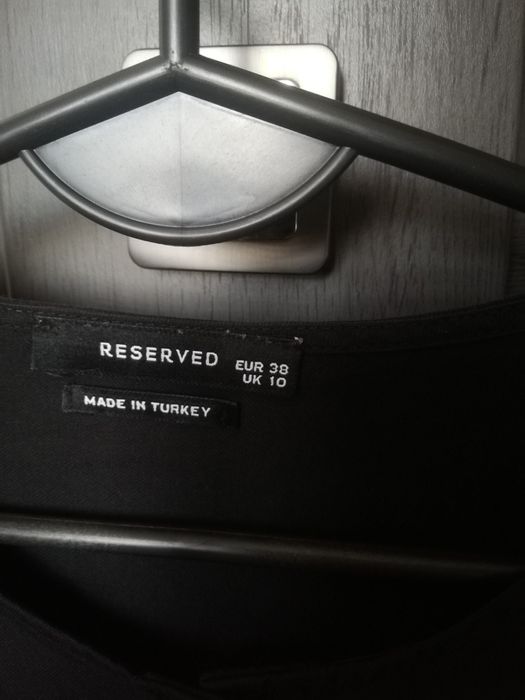 RESERVED
EUR 38
UK 10
MADE IN TURKEY